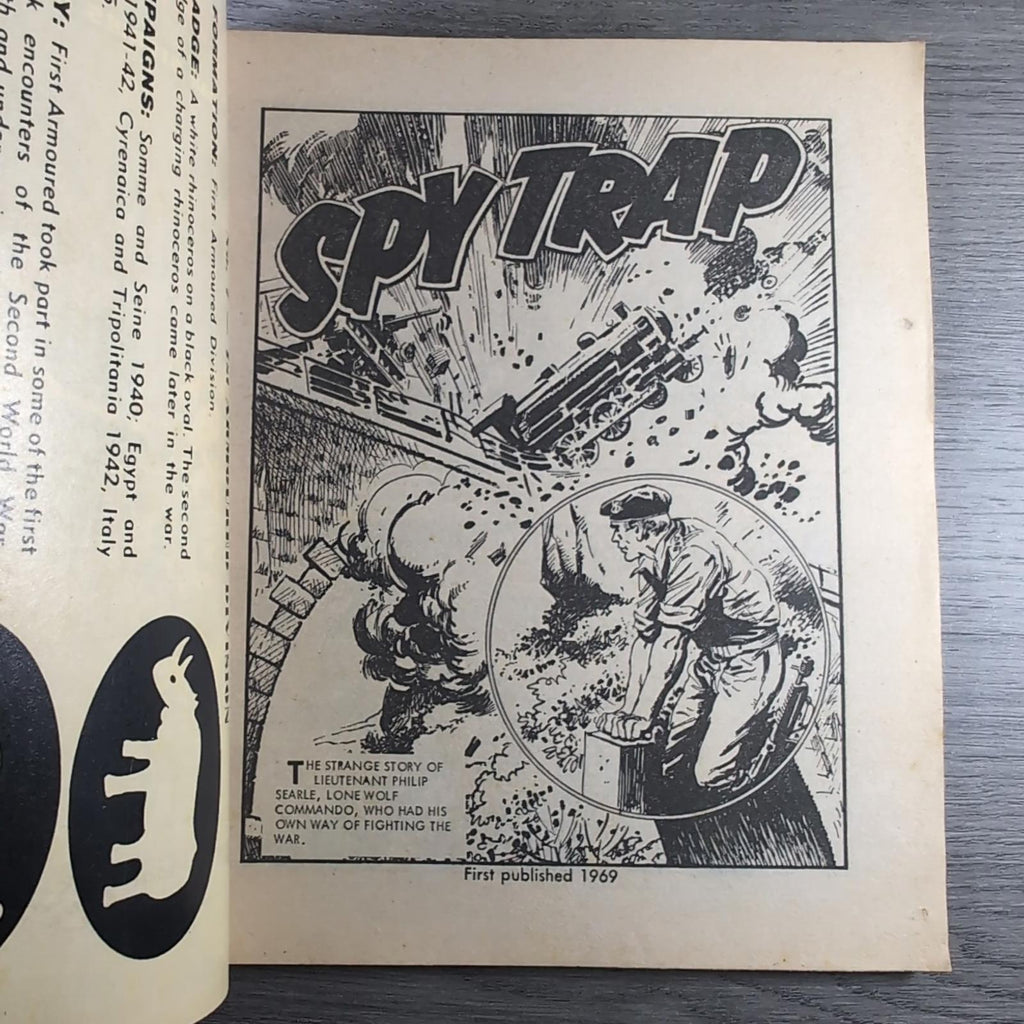 FORMATION: First Armoured Division.
ADGE: A white rhinoceros on a black oval. The second
ge of a charging rhinoceros came later in the war.
PAIGNS: Somme and Seine 1940; Egypt and
1941-42, Cyrenaica and Tripolitania 1942, Italy
Y: First Armoured took part in some of the first
k encounters of the Second World War
SPY TRAP
THE STRANGE STORY OF
LIEUTENANT PHILIP
SEARLE, LONE WOLF
COMMANDO, WHO HAD HIS
OWN WAY OF FIGHTING THE
WAR.
First published 1969